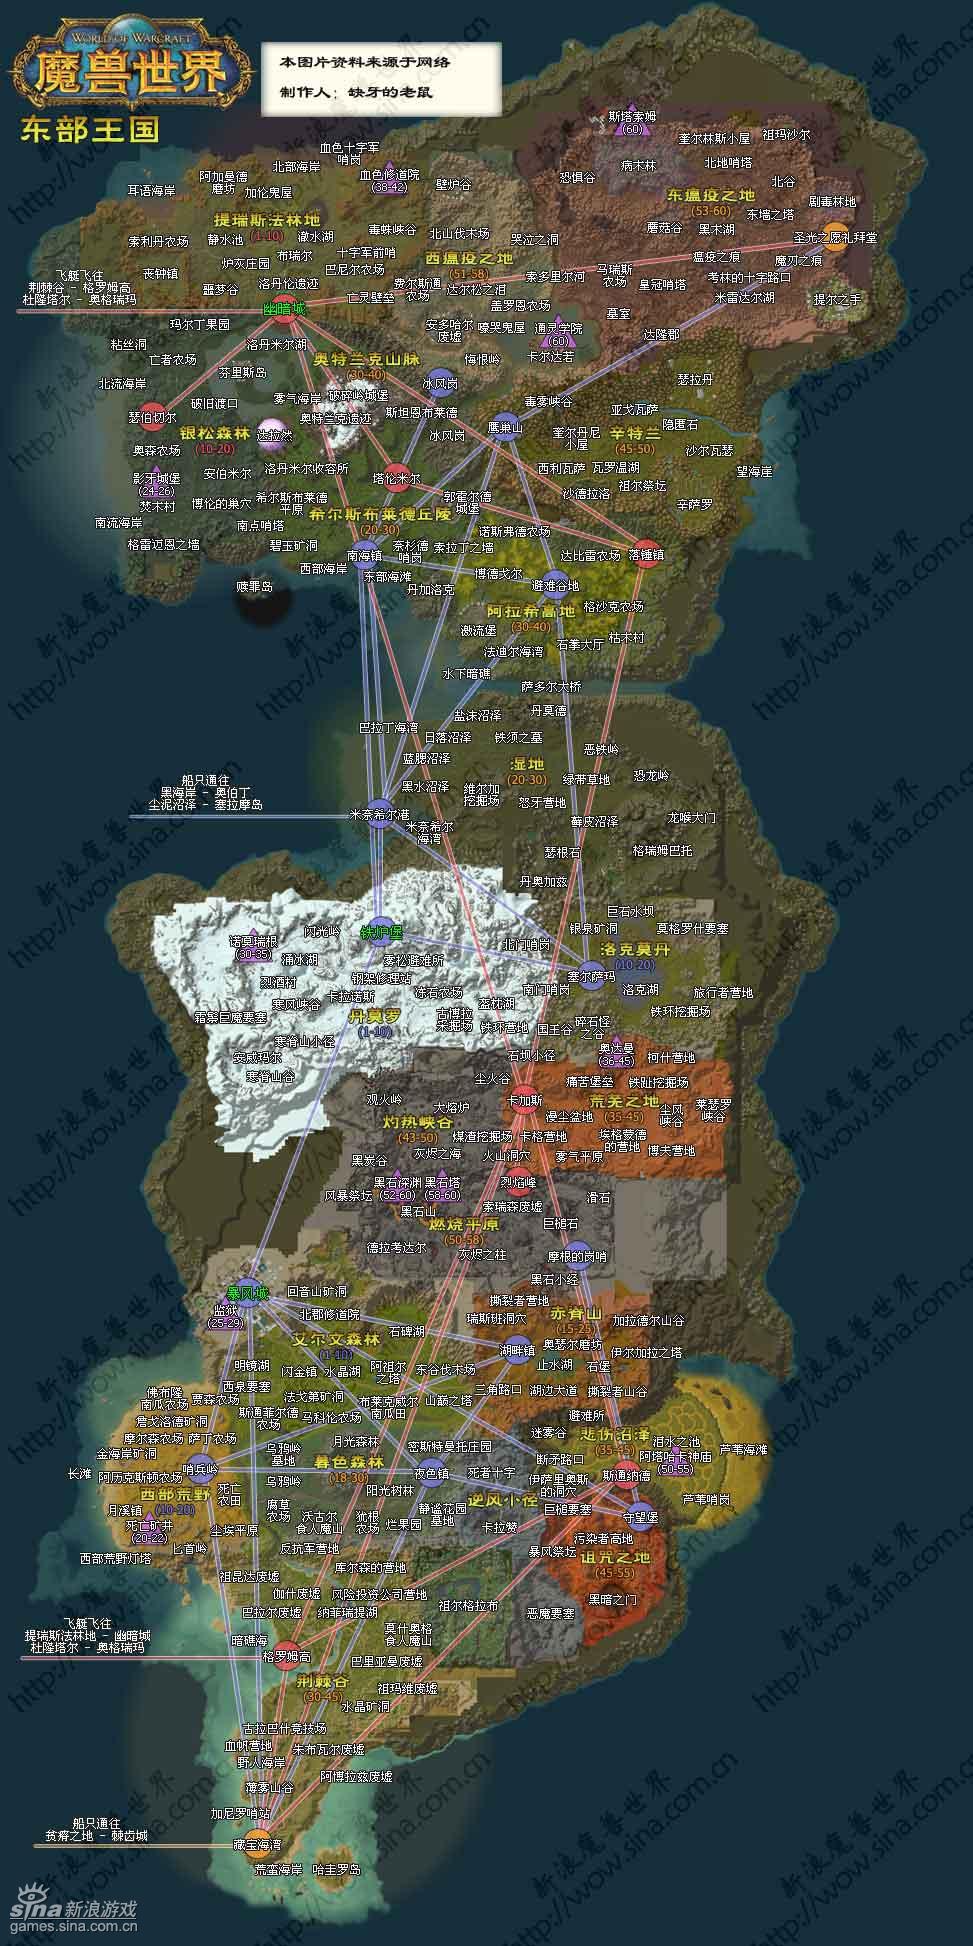 WORLD OF WARCRAFT
魔兽世界
东部王国
本图片资料来源于网络
制作人：缺牙的老鼠
斯塔索姆
(60)
奎尔林斯小屋
祖玛沙尔
血色十字军
哨岗
北部海岸
血色修道院
(38-42)
壁炉谷
病木林
北地哨塔
恐惧谷
北谷
阿加曼德
磨坊
加伦鬼屋
耳语海岸
东瘟疫之地
(53-60)
剧毒林地
东墙之塔
提瑞斯法林地
(1-10)
毒蛛峡谷
北山伐木场
蘑菇谷
黑木湖
圣光之愿礼拜堂
索利丹农场
静水池
澈水湖
哭泣之洞
十字军前哨
西瘟疫之地
(51-58)
瘟疫之痕
魔刃之痕
炉灰庄园
布瑞尔
巴尼尔农场
飞艇飞往
荆棘谷 - 格罗姆高
杜隆塔尔 - 奥格瑞玛
丧钟镇
噩梦谷
洛丹伦遗迹
费尔斯通
农场
达尔松之泪
索多里尔河
马瑞斯
农场
皇冠哨塔
考林的十字路口
亡灵壁垒
米雷达尔湖
提尔之手
盖罗恩农场
墓室
幽暗城
玛尔丁果园
安多哈尔
废墟
嚎哭鬼屋
通灵学院
(60)
达隆郡
粘丝洞
洛丹米尔湖
卡尔达若
亡者农场
奥特兰克山脉
(30-40)
悔恨岭
芬里斯岛
北流海岸
冰风岗
瑟拉丹
破旧渡口
雾气海岸
破碎岭城堡
毒雾峡谷
亚戈瓦萨
瑟伯切尔
奥特兰克遗迹
斯坦恩布莱德
鹰巢山
隐匿石
银松森林
(10-20)
达拉然
冰风岗
奎尔丹尼
小屋
辛特兰
(45-50)
沙尔瓦瑟
奥森农场
洛丹米尔收容所
西利瓦萨
瓦罗温湖
望海崖
影牙城堡
(24-26)
安伯米尔
塔伦米尔
祖尔祭坛
焚木村
博伦的巢穴
希尔斯布莱德
平原
郭霍尔德
城堡
沙德拉洛
辛萨罗
南流海岸
南点哨塔
希尔斯布莱德丘陵
(20-30)
诺斯弗德农场
格雷迈恩之墙
碧玉矿洞
南海镇
奈杉德
哨岗
索拉丁之墙
达比雷农场
落锤镇
西部海岸
东部海滩
博德戈尔
避难谷地
赎罪岛
丹加洛克
阿拉希高地
(30-40)
格沙克农场
激流堡
枯木村
法迪尔海湾
石拳大厅
水下暗礁
萨多尔大桥
盐沫沼泽
丹莫德
巴拉丁海湾
日落沼泽
铁须之墓
恶铁岭
蓝腮沼泽
湿地
(20-30)
绿带草地
恐龙岭
船只通往
黑海岸 - 奥伯丁
尘泥沼泽 - 塞拉摩岛
黑水沼泽
维尔加
挖掘场
怒牙营地
米奈希尔港
米奈希尔
海湾
藓皮沼泽
龙喉大门
瑟根石
格瑞姆巴托
丹奥加兹
巨石水坝
诺莫瑞根
(30-35)
闪光岭
铁炉堡
北门哨岗
银泉矿洞
莫格罗什要塞
涌冰湖
雾松避难所
洛克莫丹
(10-20)
烈酒村
钢架修理站
塞尔萨玛
寒风峡谷
卡拉诺斯
冻石农场
南门哨岗
洛克湖
旅行者营地
霜鬃巨魔要塞
丹莫罗
(1-10)
古博拉
采掘场
盔枕湖
铁环营地
国王谷
碎石怪
之谷
铁环挖掘场
寒脊山小径
安威玛尔
石坝小径
奥达曼
(36-45)
柯什营地
寒脊山谷
尘火谷
痛苦堡垒
铁趾挖掘场
观火岭
大熔炉
卡加斯
荒芜之地
(35-45)
尘风
峡谷
莱瑟罗
峡谷
灼热峡谷
(43-50)
漫尘盆地
煤渣挖掘场
卡格营地
埃格蒙德
的营地
博夫营地
黑炭谷
灰烬之海
火山洞穴
雾气平原
黑石深渊
(52-60)
黑石塔
(58-60)
烈焰峰
风暴祭坛
黑石山
索瑞森废墟
滑石
燃烧平原
(50-58)
巨槌石
德拉考达尔
灰烬之柱
摩根的岗哨
黑石小经
暴风城
回音山矿洞
撕裂者营地
监狱
(25-29)
北郡修道院
瑞斯班洞穴
赤脊山
(15-25)
加拉德尔山谷
艾尔文森林
(1-10)
石碑湖
湖畔镇
奥瑟尔磨坊
伊尔加拉之塔
明镜湖
闪金镇
水晶湖
阿祖尔
之塔
东谷伐木场
止水湖
石堡
西泉要塞
三角路口
湖边大道
撕裂者山谷
佛布隆
南瓜农场
贾森农场
法戈第矿洞
布莱克威尔
南瓜田
山巅之塔
詹戈洛德矿洞
斯通菲尔德
农场
马科伦农场
避难所
摩尔森农场
萨丁农场
迷雾谷
悲伤沼泽
(35-45)
泪水之池
金海岸矿洞
乌鸦岭
墓地
月光森林
密斯特曼托庄园
芦苇海滩
断矛路口
阿塔哈卡神庙
(50-55)
长滩
哨兵岭
暮色森林
(18-30)
夜色镇
死者十字
斯通纳德
阿历克斯顿农场
乌鸦岭
伊萨里奥斯
的洞穴
西部荒野
(10-20)
死亡
农田
阳光树林
逆风小径
芦苇哨岗
月溪镇
腐草
农场
沃古尔
食人魔山
犹根
农场
静谧花园
墓地
巨槌要塞
守望堡
死亡矿井
(20-22)
尘埃平原
烂果园
卡拉赞
污染者高地
匕首岭
反抗军营地
暴风祭坛
诅咒之地
(45-55)
西部荒野灯塔
库尔森的营地
祖昆达废墟
伽什废墟
风险投资公司营地
黑暗之门
巴拉尔废墟
纳菲瑞提湖
祖尔格拉布
恶魔要塞
飞艇飞往
提瑞斯法林地 - 幽暗城
杜隆塔尔 - 奥格瑞玛
暗礁海
莫什奥格
食人魔山
格罗姆高
巴里亚曼废墟
荆棘谷
(30-45)
祖玛维废墟
水晶矿洞
古拉巴什竞技场
血帆营地
朱布瓦尔废墟
野人海岸
阿博拉兹废墟
薄雾山谷
加尼罗哨站
船只通往
贫瘠之地 - 棘齿城
藏宝海湾
荒蛮海岸
哈圭罗岛
sina新浪游戏
games.sina.com.cn
新浪魔兽世界
http://wow.sina.com.cn